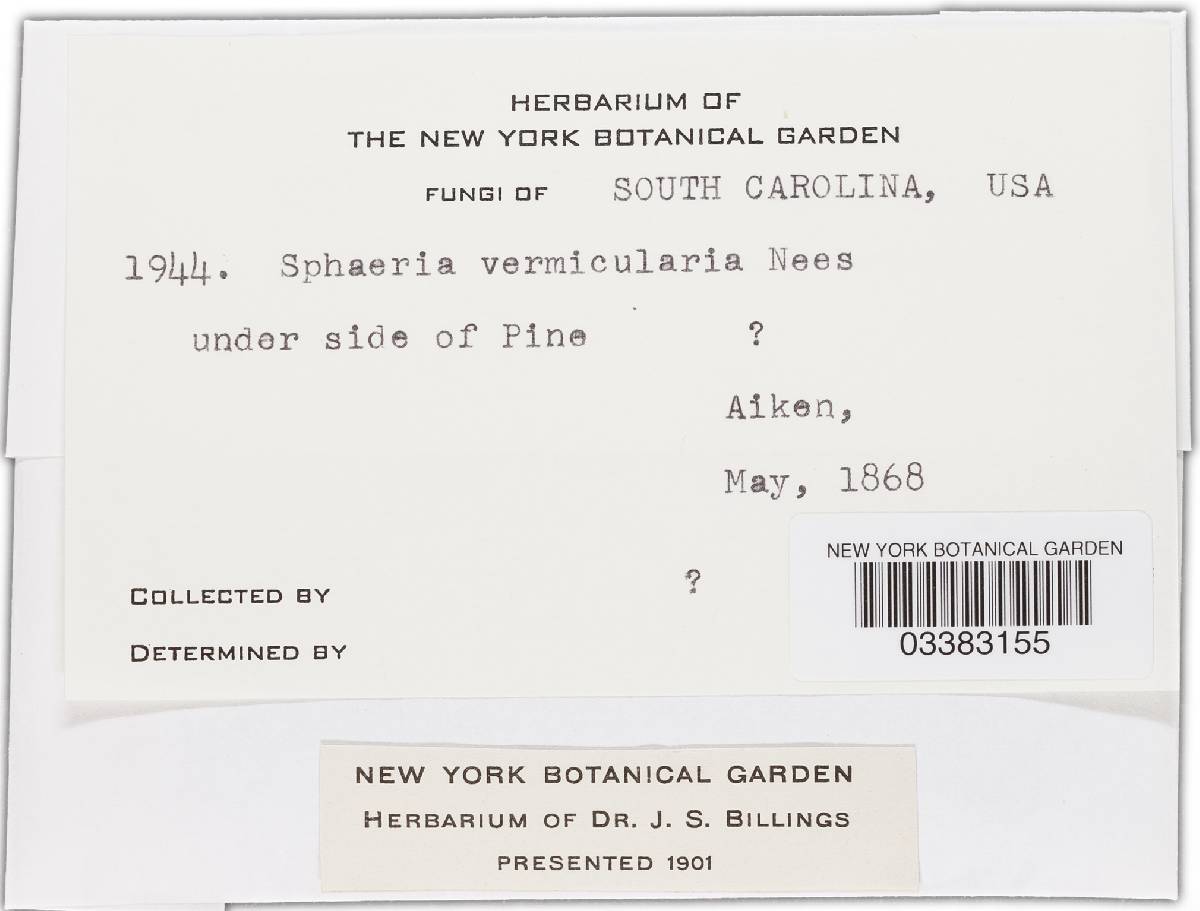 HERBARIUM OF
THE NEW YORK BOTANICAL GARDEN
FUNGI OF SOUTH CAROLINA, USA
1944. Sphaeria vermicularia Nees
under side of Pine ?
Aiken,
May, 1868
COLLECTED BY ?
DETERMINED BY
NEW YORK BOTANICAL GARDEN
03383155
NEW YORK BOTANICAL GARDEN
HERBARIUM OF DR. J. S. BILLINGS
PRESENTED 1901